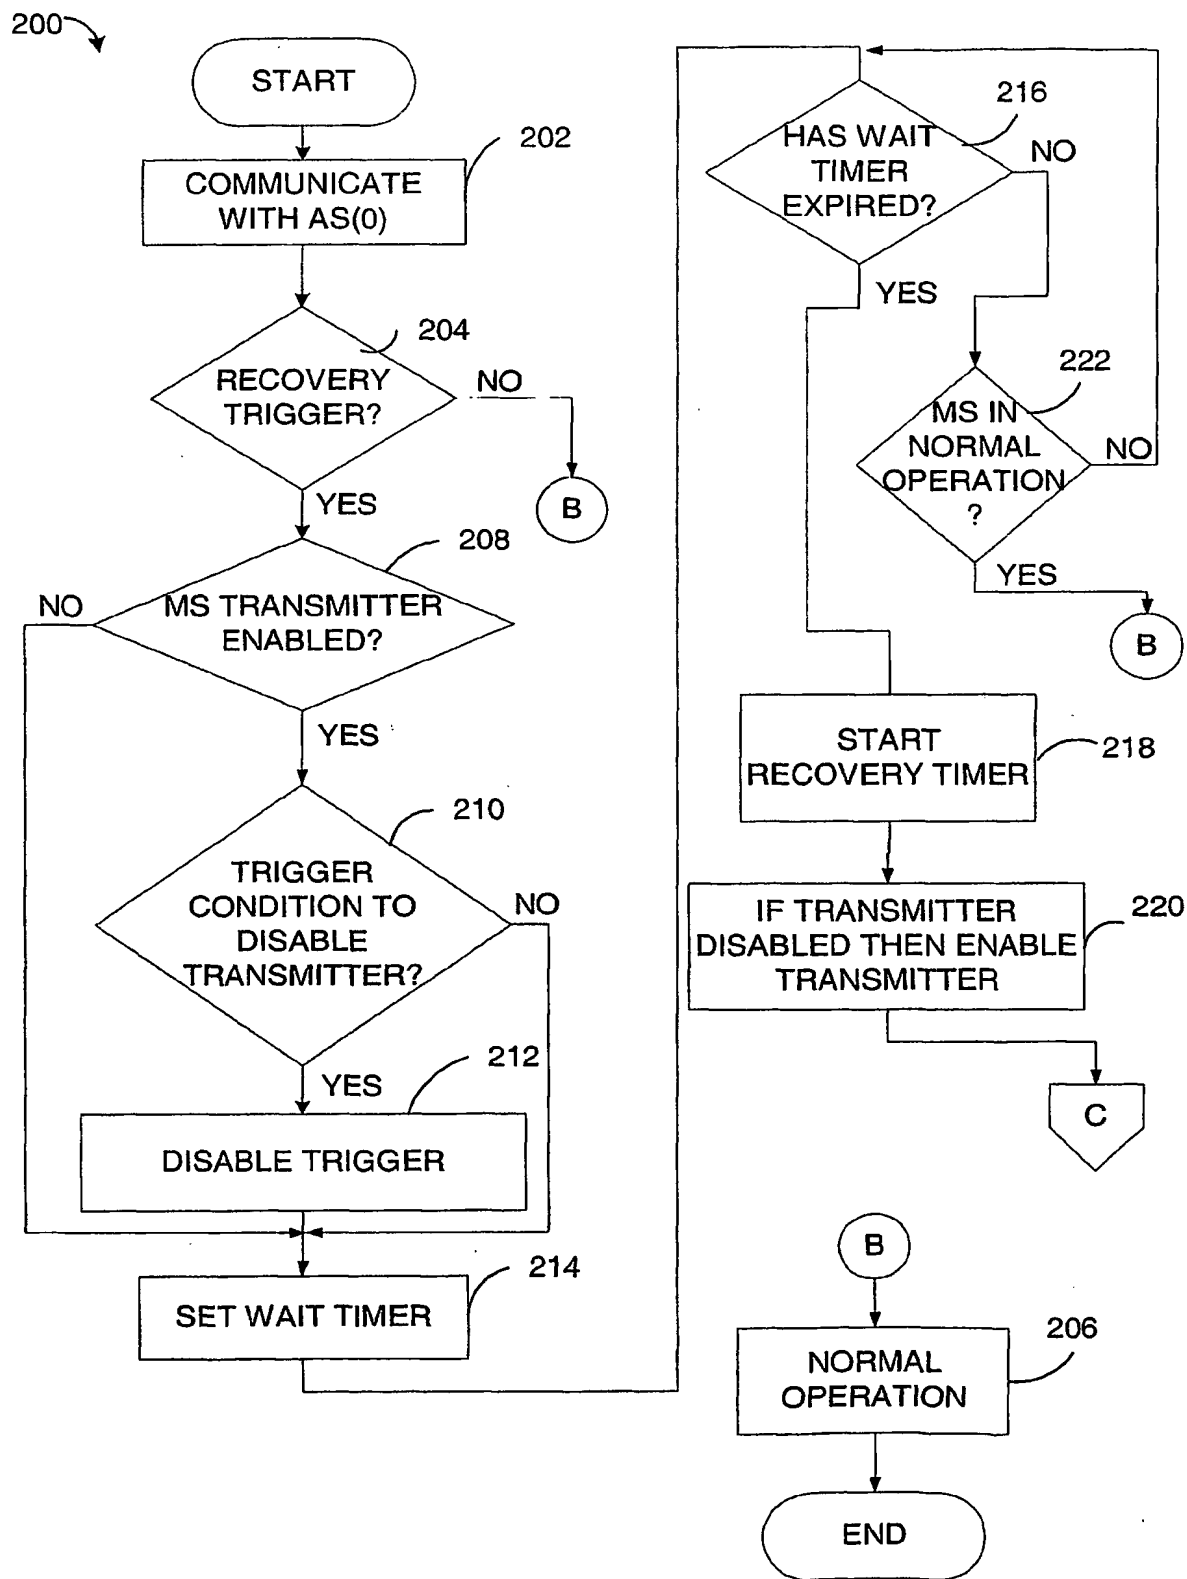 200
START
202
COMMUNICATE
WITH AS(0)
204
RECOVERY
TRIGGER?
NO
B
YES
208
NO
MS TRANSMITTER
ENABLED?
YES
210
TRIGGER
CONDITION TO
DISABLE
TRANSMITTER?
NO
YES
212
DISABLE TRIGGER
214
SET WAIT TIMER
216
HAS WAIT
TIMER
EXPIRED?
NO
YES
222
MS IN
NORMAL
OPERATION
?
NO
YES
B
START
RECOVERY TIMER
218
220
IF TRANSMITTER
DISABLED THEN ENABLE
TRANSMITTER
C
B
206
NORMAL
OPERATION
END